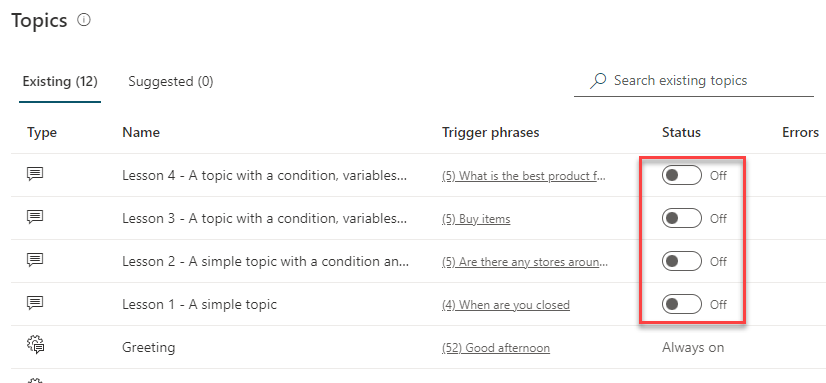 Topics
Existing (12) Suggested (0) Search existing topics
Type Name Trigger phrases Status Errors
Lesson 4 - A topic with a condition, variables... (5) What is the best product f... Off
Lesson 3 - A topic with a condition, variables... (5) Buy items Off
Lesson 2 - A simple topic with a condition an... (5) Are there any stores aroun... Off
Lesson 1 - A simple topic (4) When are you closed Off
Greeting (52) Good afternoon Always on